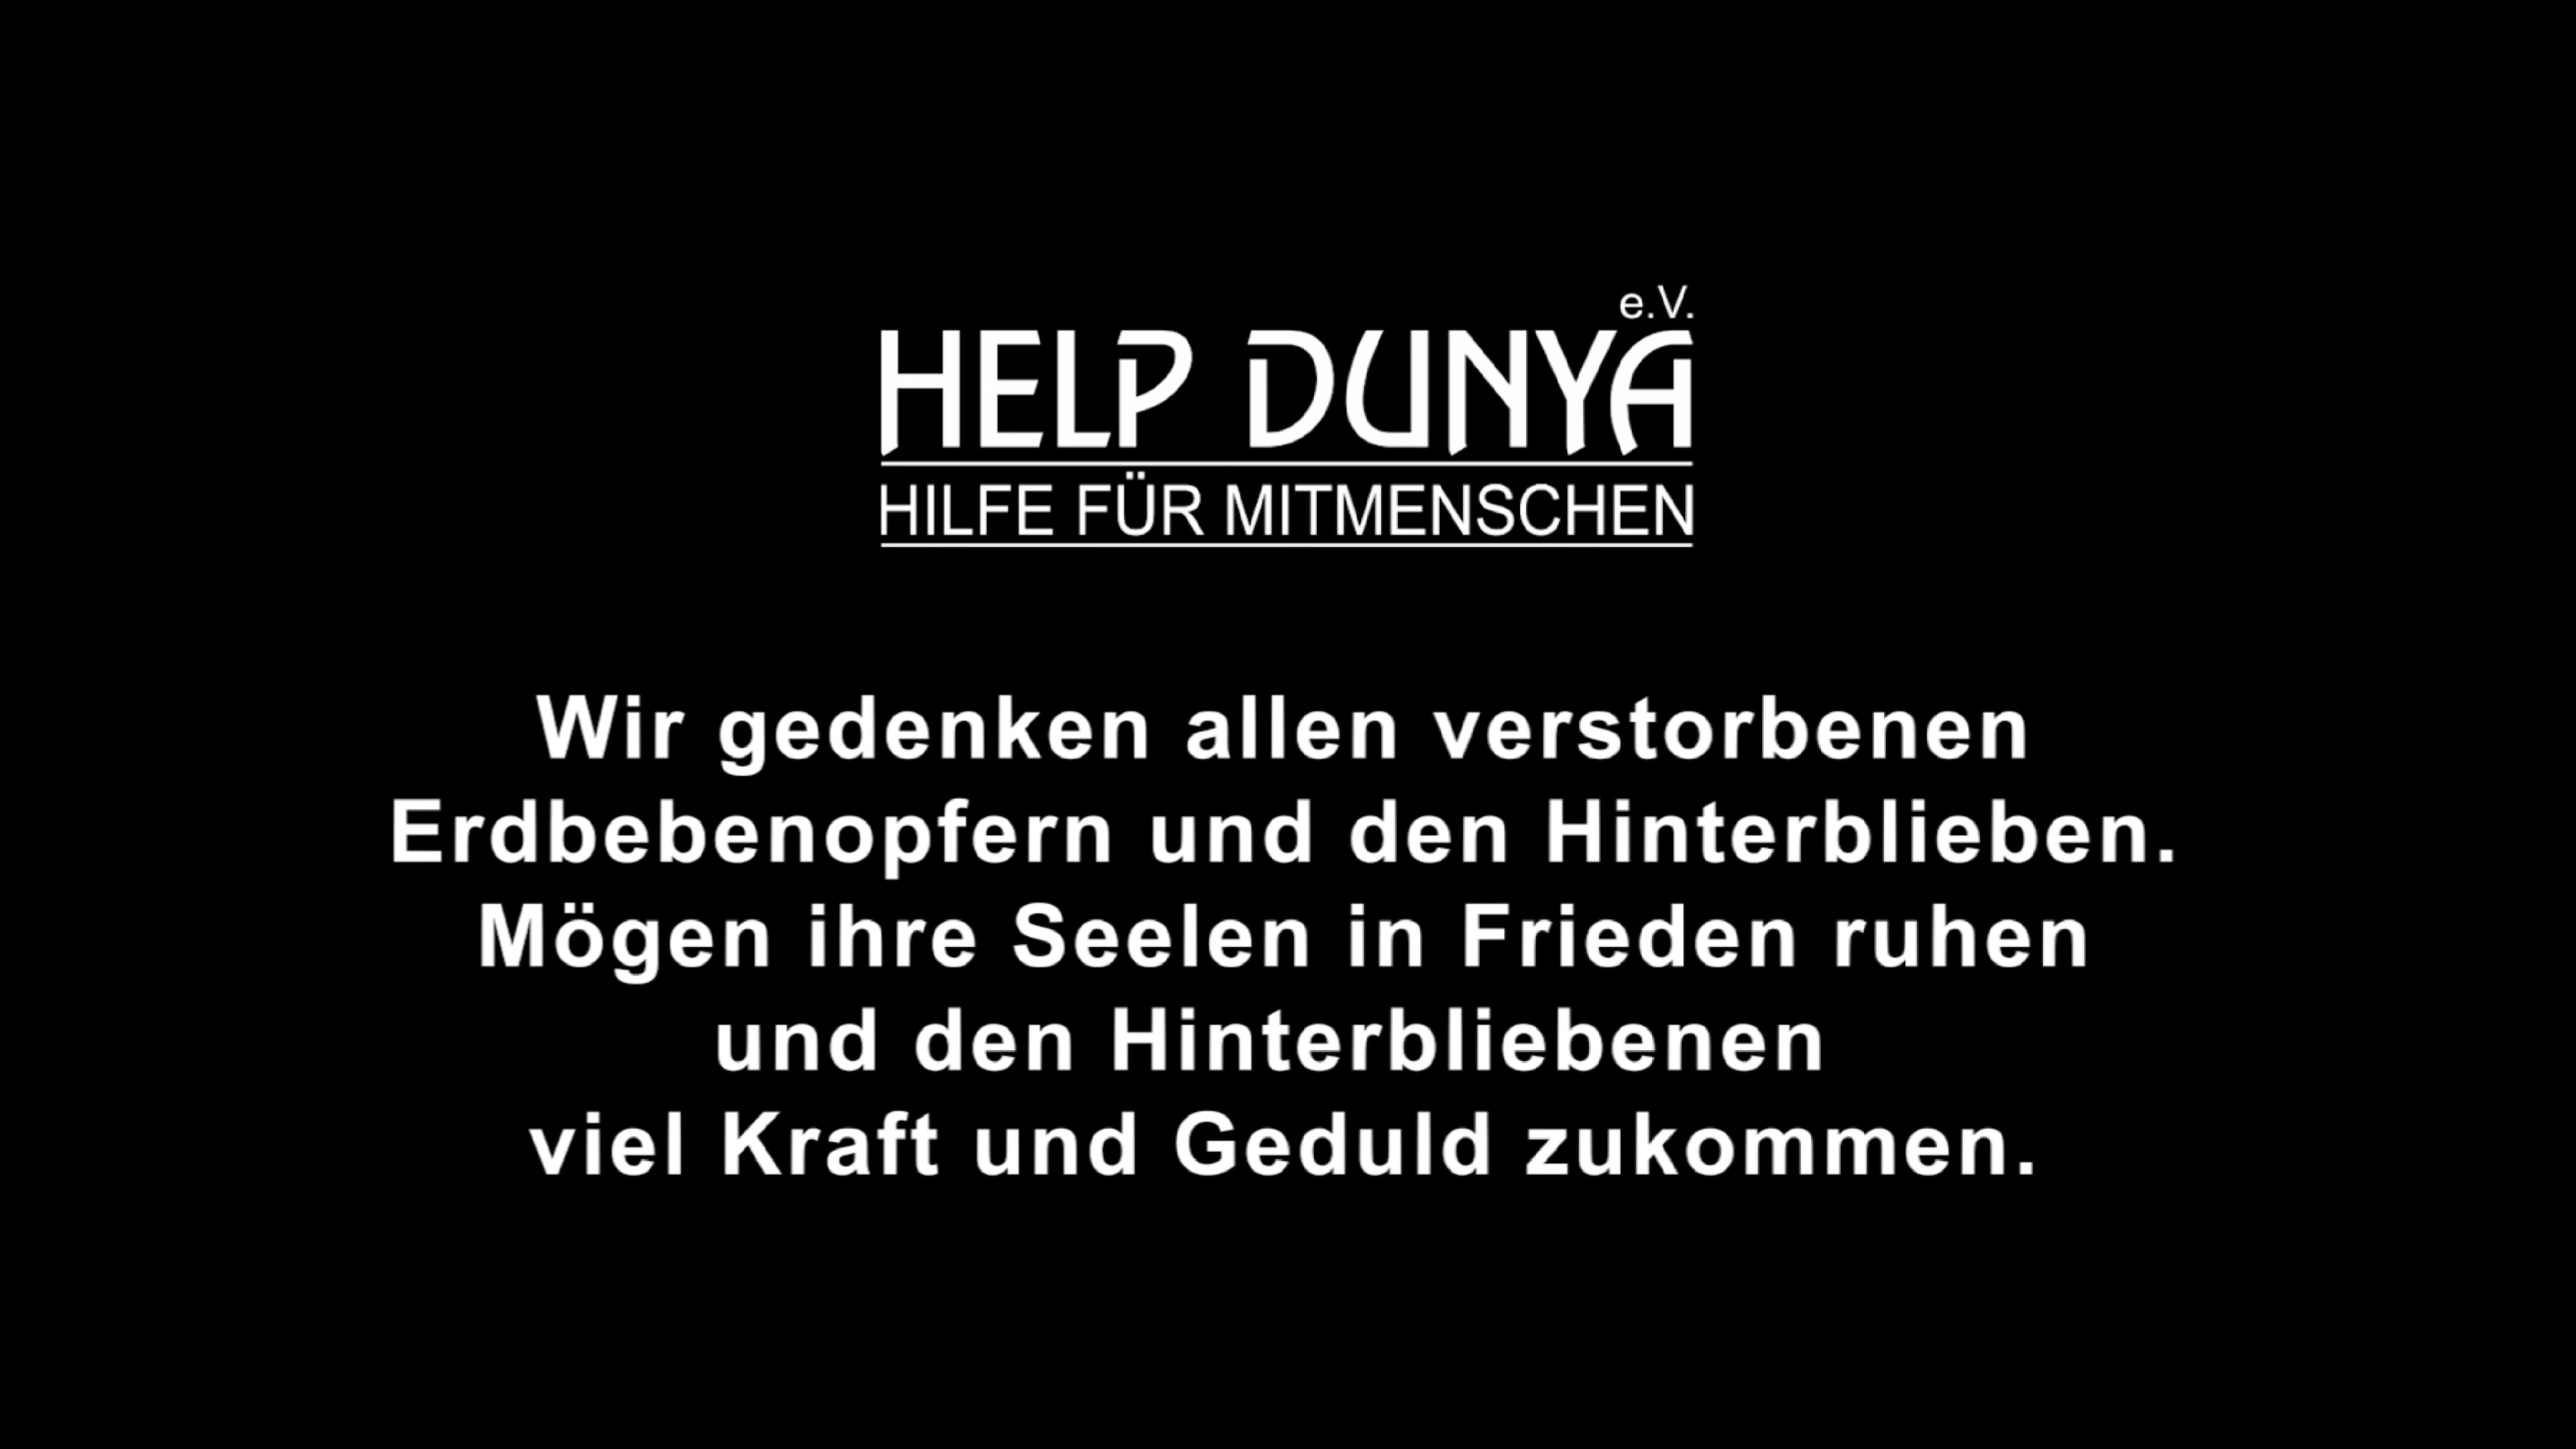 e.V.
HELP DUNYA
HILFE FÜR MITMENSCHEN
Wir gedenken allen verstorbenen
Erdbebenopfern und den Hinterblieben.
Mögen ihre Seelen in Frieden ruhen
und den Hinterbliebenen
viel Kraft und Geduld zukommen.